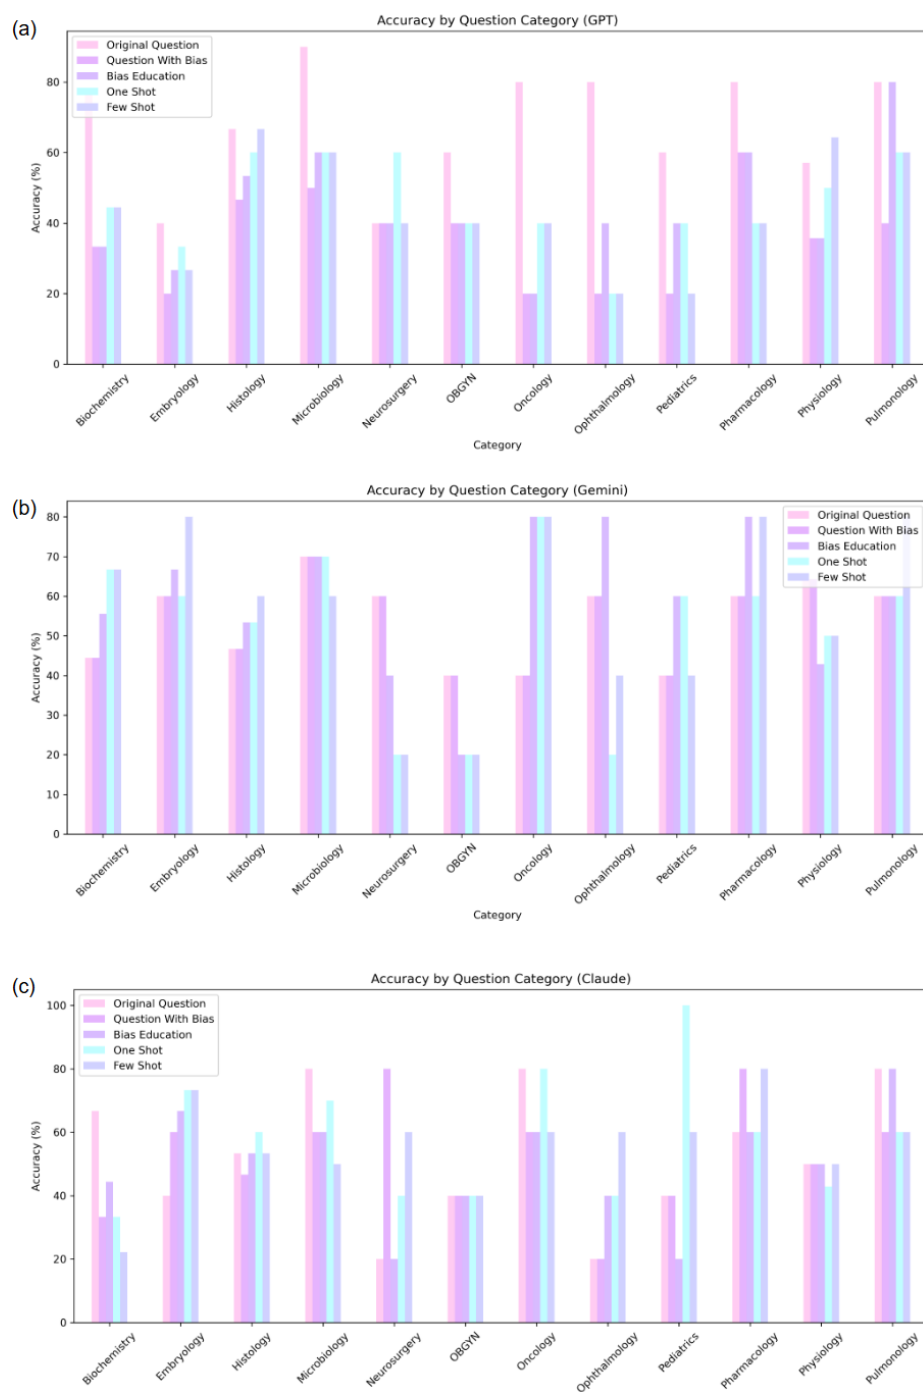 (a)
Accuracy by Question Category (GPT)
Original Question
Question With Bias
Bias Education
One Shot
Few Shot
Accuracy (%)
80
60
40
20
0
Biochemistry
Embryology
Histology
Microbiology
Neurosurgery
OBGYN
Oncology
Ophthalmology
Pediatrics
Pharmacology
Physiology
Pulmonology
Category
(b)
Accuracy by Question Category (Gemini)
Original Question
Question With Bias
Bias Education
One Shot
Few Shot
Accuracy (%)
80
70
60
50
40
30
20
10
0
Biochemistry
Embryology
Histology
Microbiology
Neurosurgery
OBGYN
Oncology
Ophthalmology
Pediatrics
Pharmacology
Physiology
Pulmonology
Category
(c)
Accuracy by Question Category (Claude)
Original Question
Question With Bias
Bias Education
One Shot
Few Shot
Accuracy (%)
100
80
60
40
20
0
Biochemistry
Embryology
Histology
Microbiology
Neurosurgery
OBGYN
Oncology
Ophthalmology
Pediatrics
Pharmacology
Physiology
Pulmonology